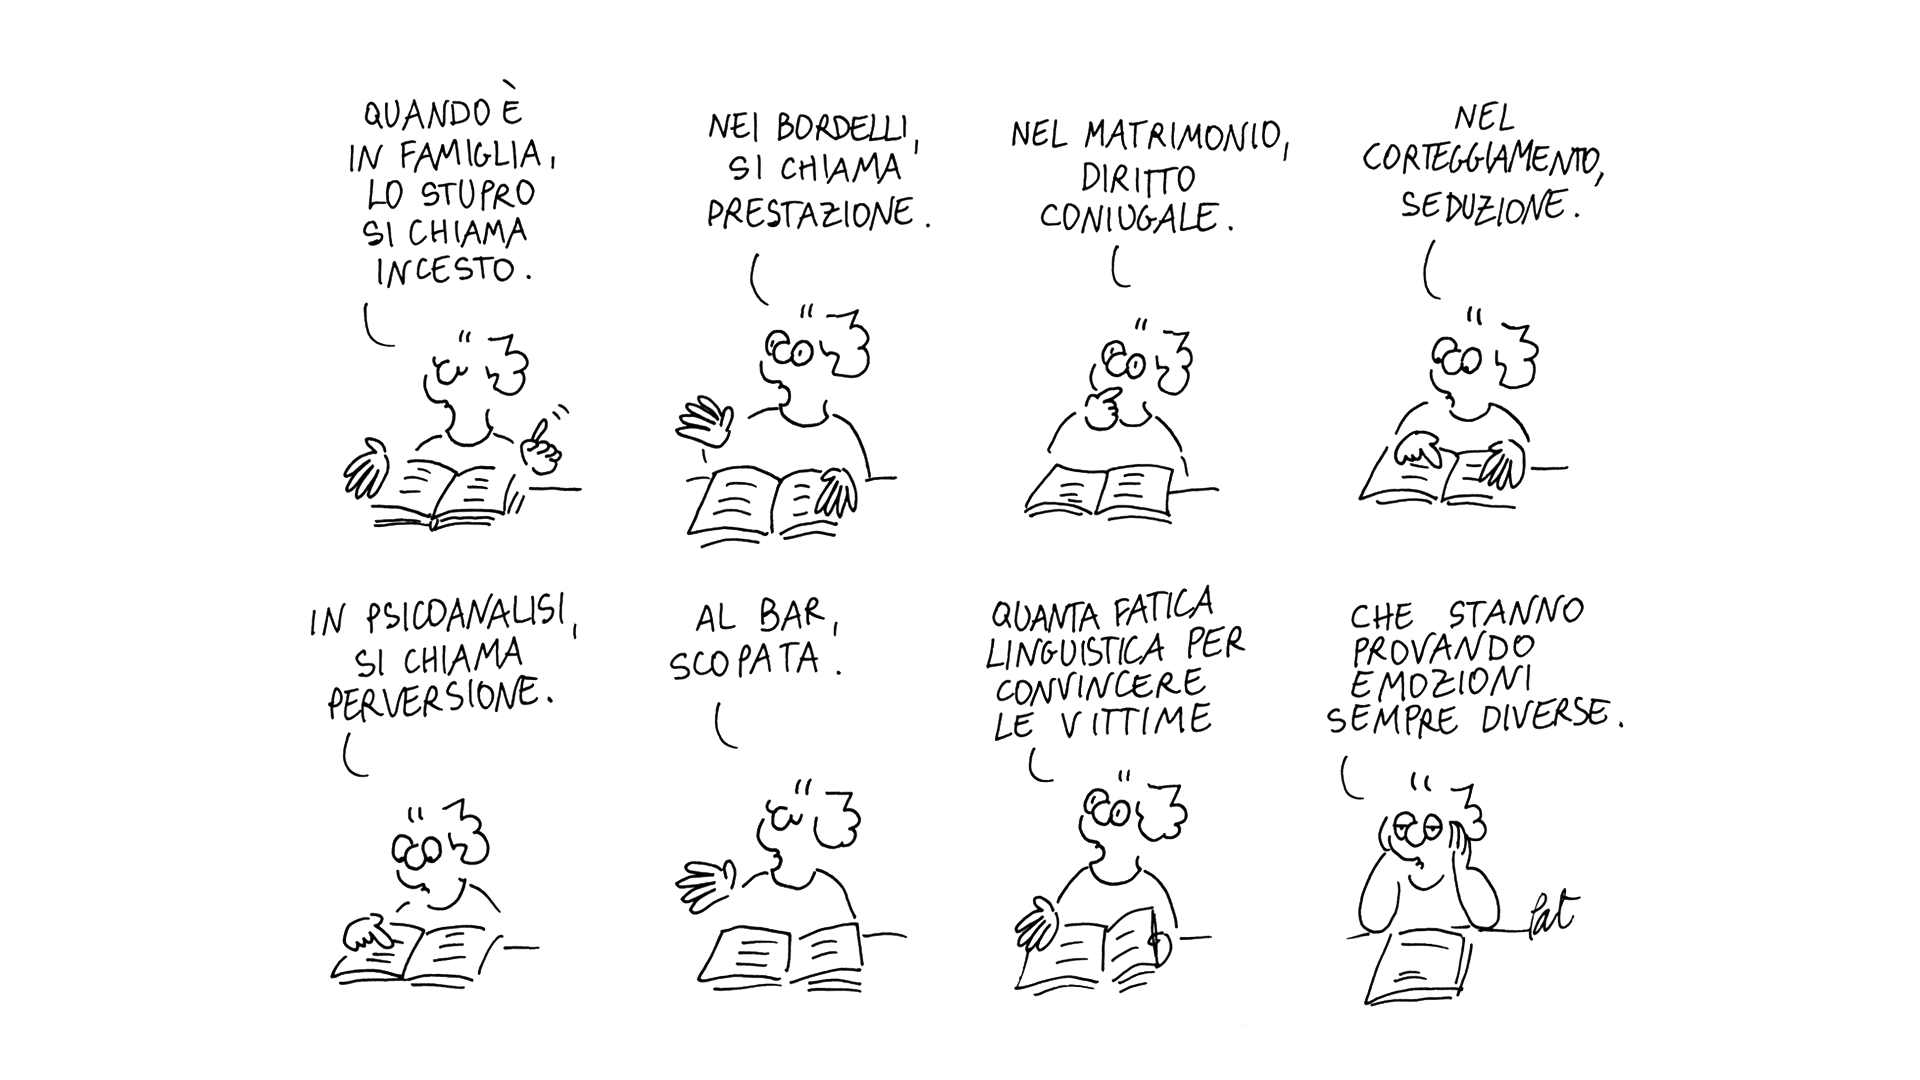 QUANDO È
IN FAMIGLIA,
LO STUPRO
SI CHIAMA
INCESTO.
NEI BORDELLI,
SI CHIAMA
PRESTAZIONE.
NEL MATRIMONIO,
DIRITTO
CONIUGALE.
NEL
CORTEGGIAMENTO,
SEDUZIONE.
IN PSICOANALISI,
SI CHIAMA
PERVERSIONE.
AL BAR,
SCOPATA.
QUANTA FATICA
LINGUISTICA PER
CONVINCERE
LE VITTIME
CHE STANNO
PROVANDO
EMOZIONI
SEMPRE DIVERSE.
Pat